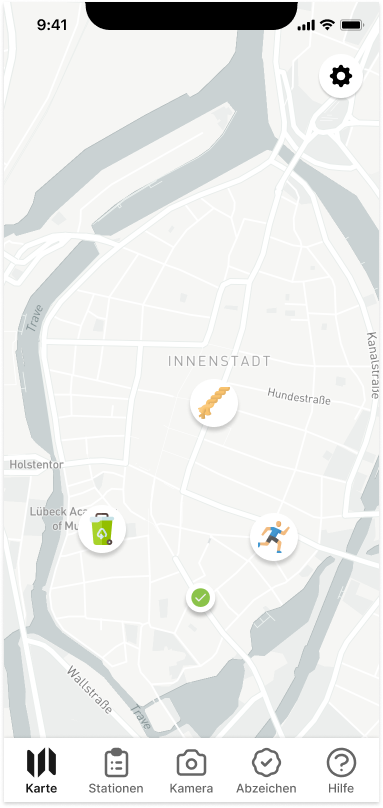 9:41
Trave
INNENSTADT
Kanalstraße
Hundestraße
Holstentor
Lübeck Aca
of Mu
Wallstraße
Trave
Karte
Stationen
Kamera
Abzeichen
Hilfe